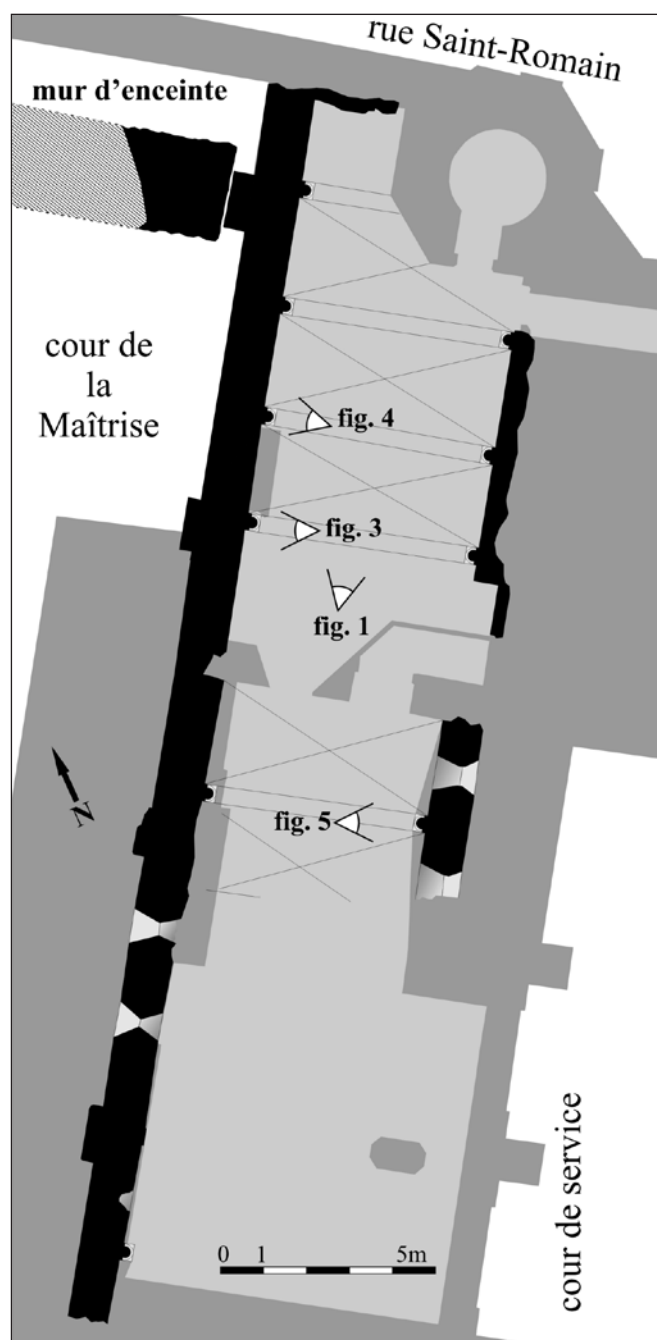 rue Saint-Romain
mur d'enceinte
cour de
la
Maîtrise
fig. 4
fig. 3
fig. 1
N
fig. 5
0 1 5m
cour de service